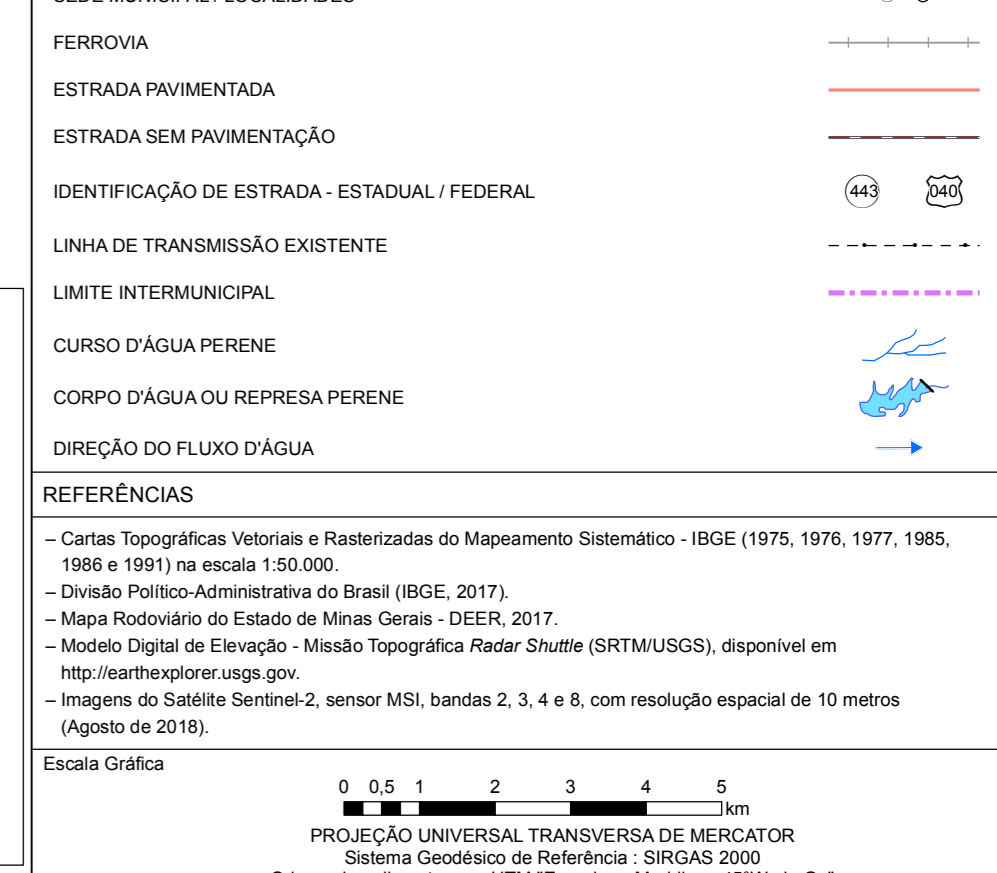 SEDE MUNICIPAL / LOCALIDADES
FERROVIA
ESTRADA PAVIMENTADA
ESTRADA SEM PAVIMENTAÇÃO
IDENTIFICAÇÃO DE ESTRADA - ESTADUAL / FEDERAL 443 040
LINHA DE TRANSMISSÃO EXISTENTE
LIMITE INTERMUNICIPAL
CURSO D'ÁGUA PERENE
CORPO D'ÁGUA OU REPRESA PERENE
DIREÇÃO DO FLUXO D'ÁGUA
REFERÊNCIAS
– Cartas Topográficas Vetoriais e Rasterizadas do Mapeamento Sistemático - IBGE (1975, 1976, 1977, 1985,
1986 e 1991) na escala 1:50.000.
– Divisão Político-Administrativa do Brasil (IBGE, 2017).
– Mapa Rodoviário do Estado de Minas Gerais - DEER, 2017.
– Modelo Digital de Elevação - Missão Topográfica Radar Shuttle (SRTM/USGS), disponível em
http://earthexplorer.usgs.gov.
– Imagens do Satélite Sentinel-2, sensor MSI, bandas 2, 3, 4 e 8, com resolução espacial de 10 metros
(Agosto de 2018).
Escala Gráfica
0 0,5 1 2 3 4 5
km
PROJEÇÃO UNIVERSAL TRANSVERSA DE MERCATOR
Sistema Geodésico de Referência : SIRGAS 2000